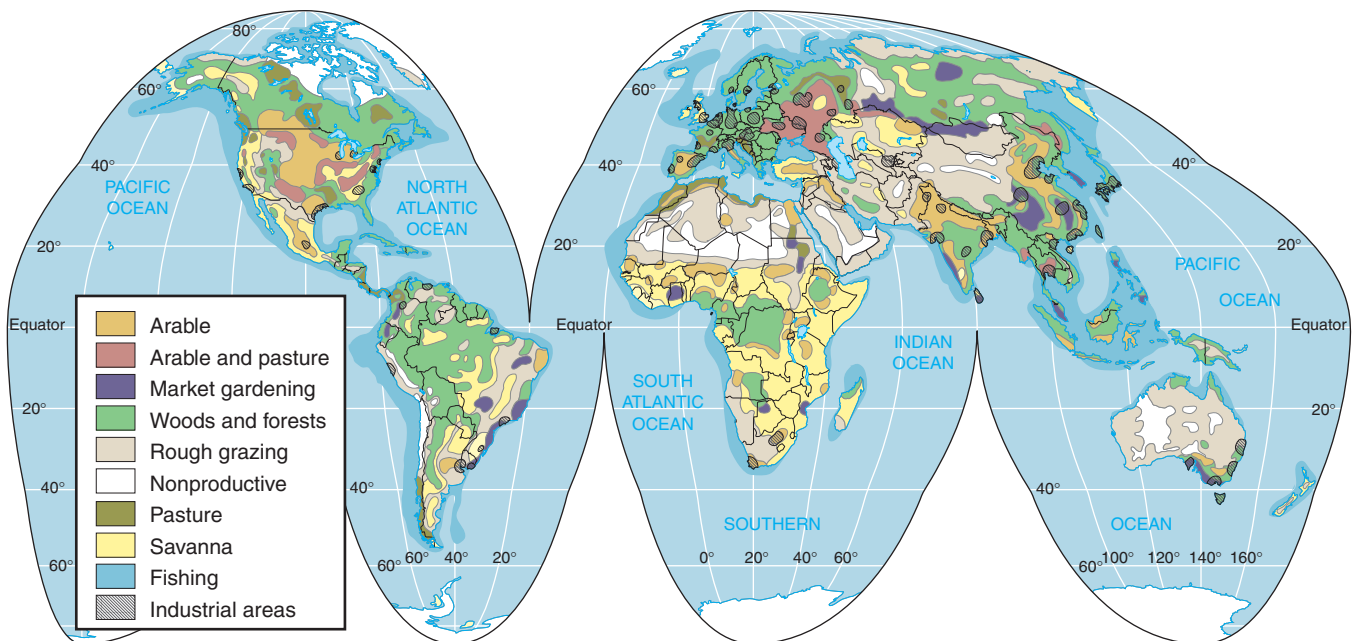 80°
60°
60°
40°
40°
40°
PACIFIC
OCEAN
NORTH
ATLANTIC
OCEAN
20°
20°
20°
PACIFIC
OCEAN
Equator
Equator
Equator
INDIAN
OCEAN
SOUTH
ATLANTIC
OCEAN
20°
20°
20°
40°
40°
40°
SOUTHERN
OCEAN
60°
60° 40° 20°
0° 20° 40° 60°
60°
100° 120° 140° 160°
Arable
Arable and pasture
Market gardening
Woods and forests
Rough grazing
Nonproductive
Pasture
Savanna
Fishing
Industrial areas